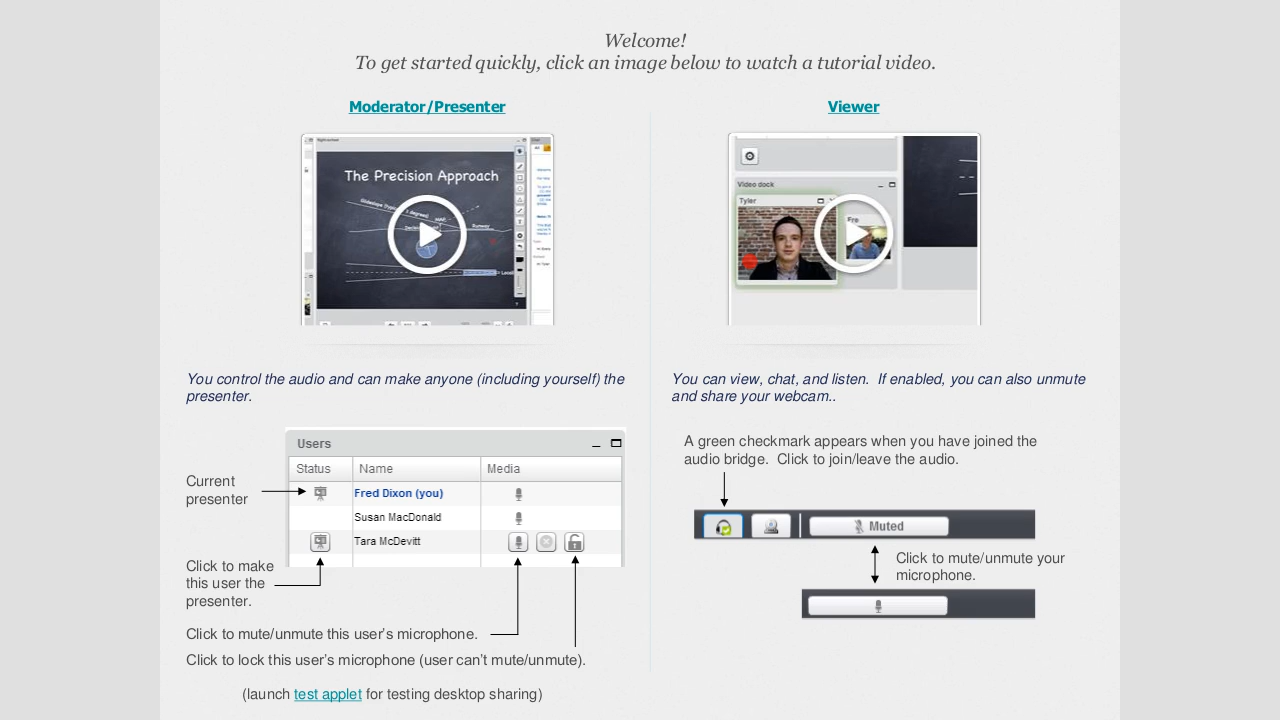 Welcome!
To get started quickly, click an image below to watch a tutorial video.
Moderator/Presenter
The Precision Approach
Runway
Viewer
Video dock
Tyler
Fre
You control the audio and can make anyone (including yourself) the
presenter.
Users
Status Name Media
Current
presenter
Fred Dixon (you)
Susan MacDonald
Tara McDevitt
Click to make
this user the
presenter.
Click to mute/unmute this user's microphone.
Click to lock this user's microphone (user can't mute/unmute).
(launch test applet for testing desktop sharing)
You can view, chat, and listen.  If enabled, you can also unmute
and share your webcam..
A green checkmark appears when you have joined the
audio bridge.  Click to join/leave the audio.
Muted
Click to mute/unmute your
microphone.